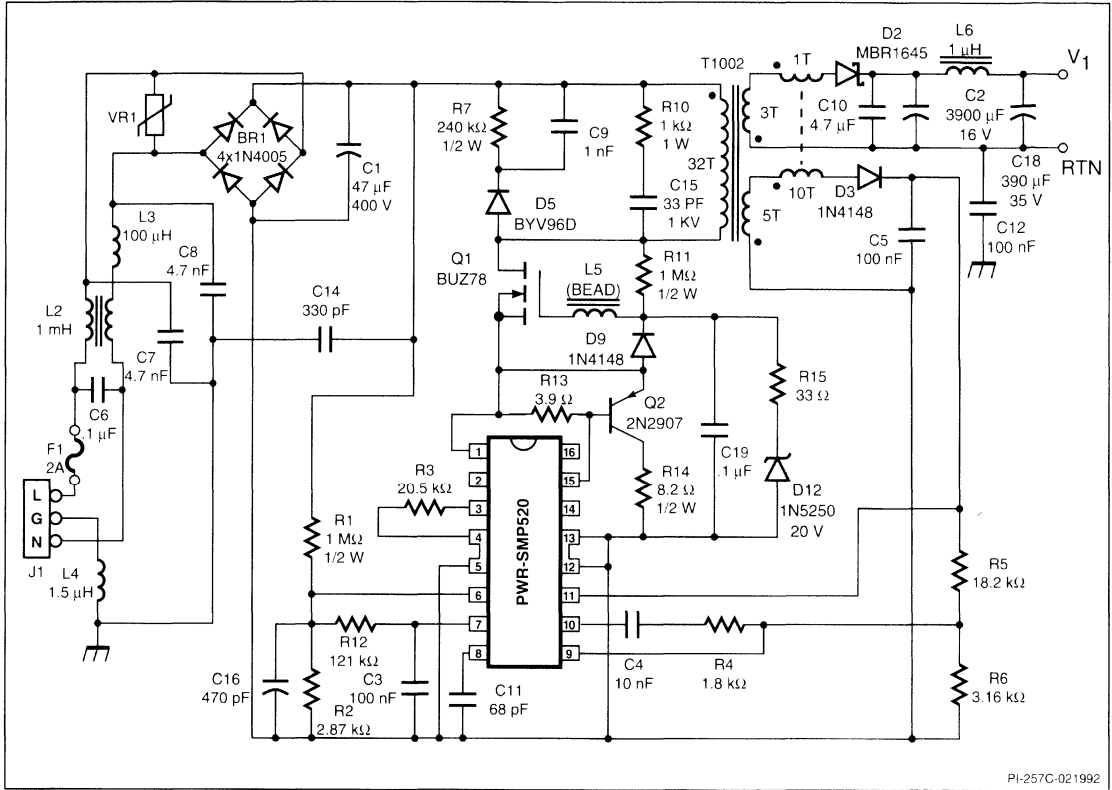 D2
MBR1645
L6
1 µH
V1
T1002
1T
3T
C10
4.7 µF
C2
3900 µF
16 V
RTN
C18
390 µF
35 V
C12
100 nF
VR1
BR1
4x1N4005
C1
47 µF
400 V
R7
240 kΩ
1/2 W
C9
1 nF
R10
1 kΩ
1 W
32T
C15
33 PF
1 KV
D5
BYV96D
5T
10T
D3
1N4148
C5
100 nF
L3
100 µH
C8
4.7 nF
L2
1 mH
C7
4.7 nF
C14
330 pF
Q1
BUZ78
L5
(BEAD)
R11
1 MΩ
1/2 W
D9
1N4148
R13
3.9 Ω
Q2
2N2907
R15
33 Ω
C6
.1 µF
F1
2A
L
G
N
J1
L4
1.5 µH
R3
20.5 kΩ
R14
8.2 Ω
1/2 W
C19
.1 µF
D12
1N5250
20 V
R1
1 MΩ
1/2 W
PWR-SMP520
1
2
3
4
5
6
7
8
16
15
14
13
12
11
10
9
R5
18.2 kΩ
R12
121 kΩ
C16
470 pF
R2
2.87 kΩ
C3
100 nF
C11
68 pF
C4
10 nF
R4
1.8 kΩ
R6
3.16 kΩ
PI-257C-021992